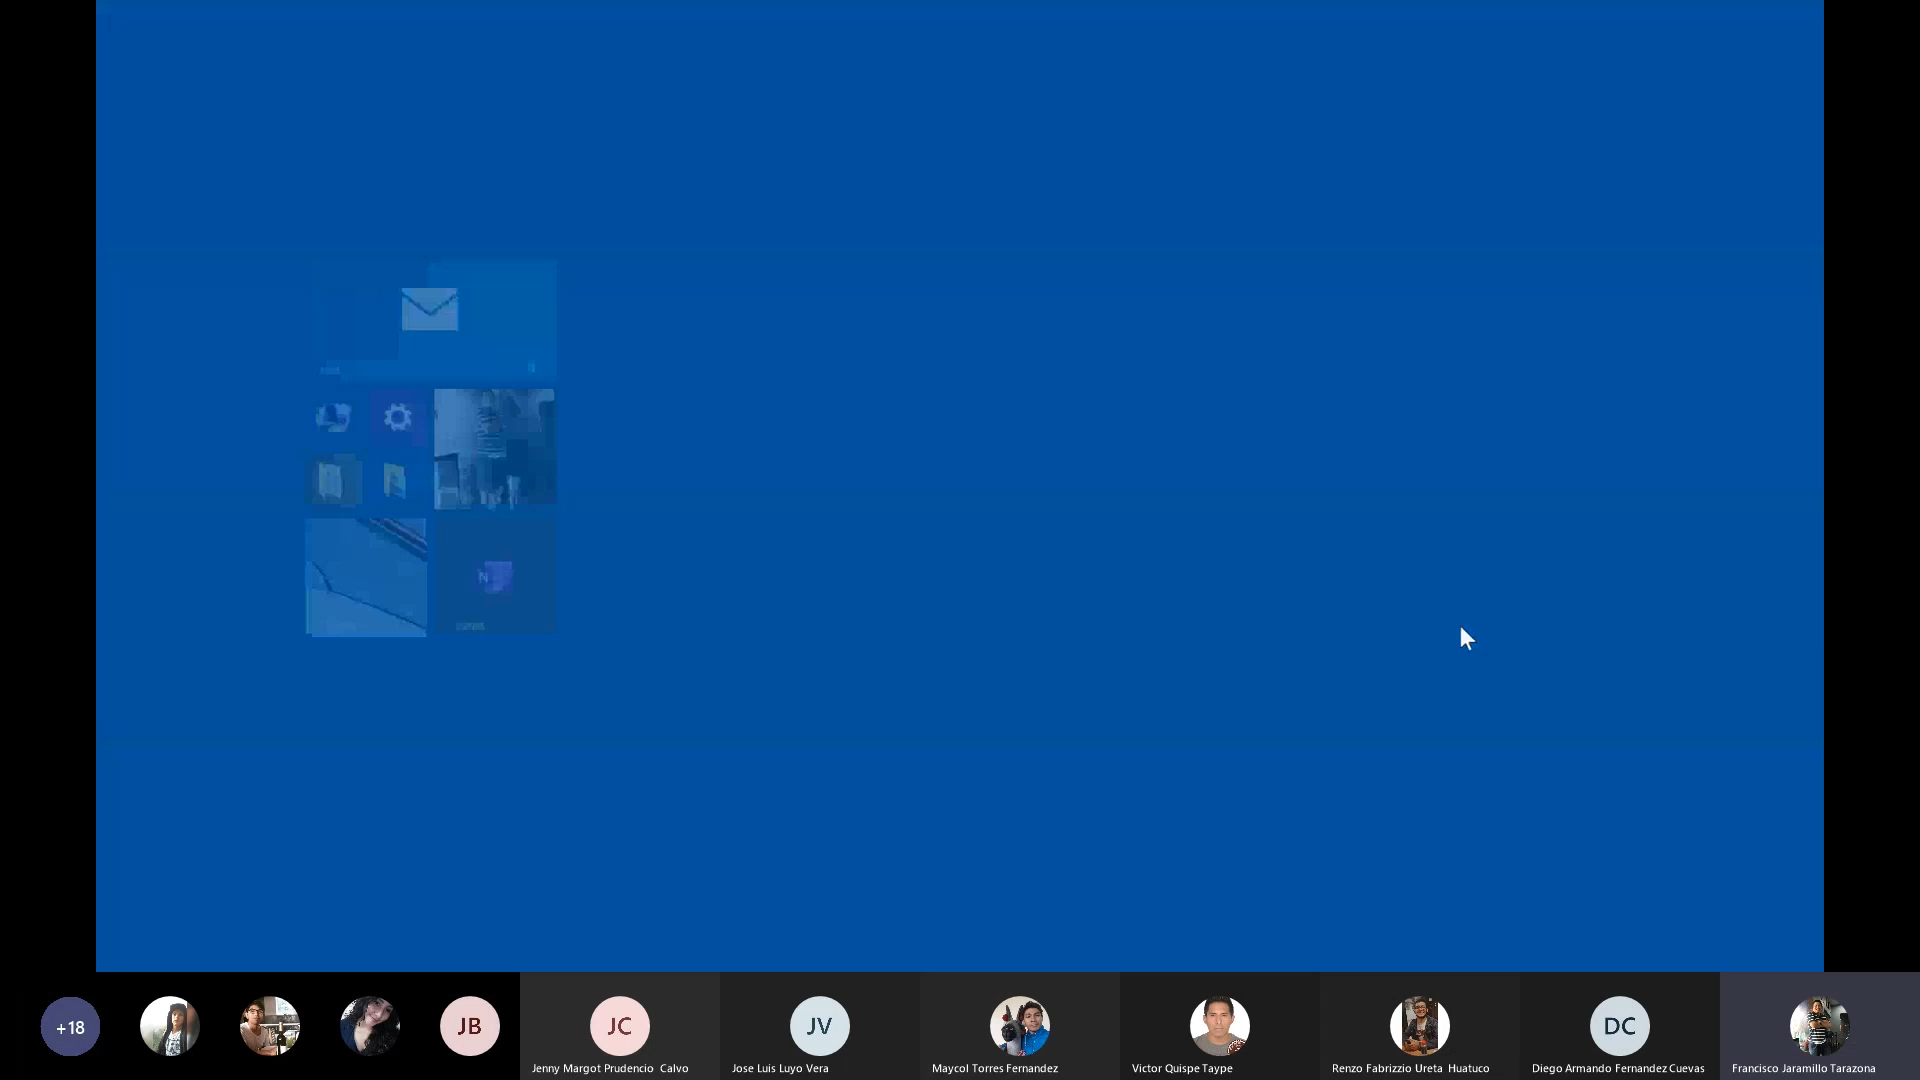 N
+18
JB
JC
JV
DC
Jenny Margot Prudencio Calvo
Jose Luis Luyo Vera
Maycol Torres Fernandez
Victor Quispe Taype
Renzo Fabrizzio Ureta Huatuco
Diego Armando Fernandez Cuevas
Francisco Jaramillo Tarazona